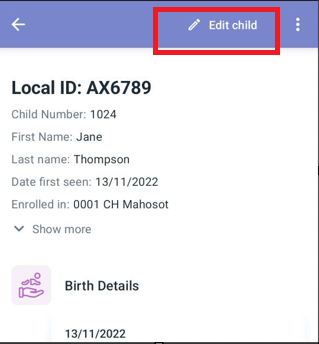 Edit child
Local ID: AX6789
Child Number: 1024
First Name: Jane
Last name: Thompson
Date first seen: 13/11/2022
Enrolled in: 0001 CH Mahosot
Show more
Birth Details
13/11/2022